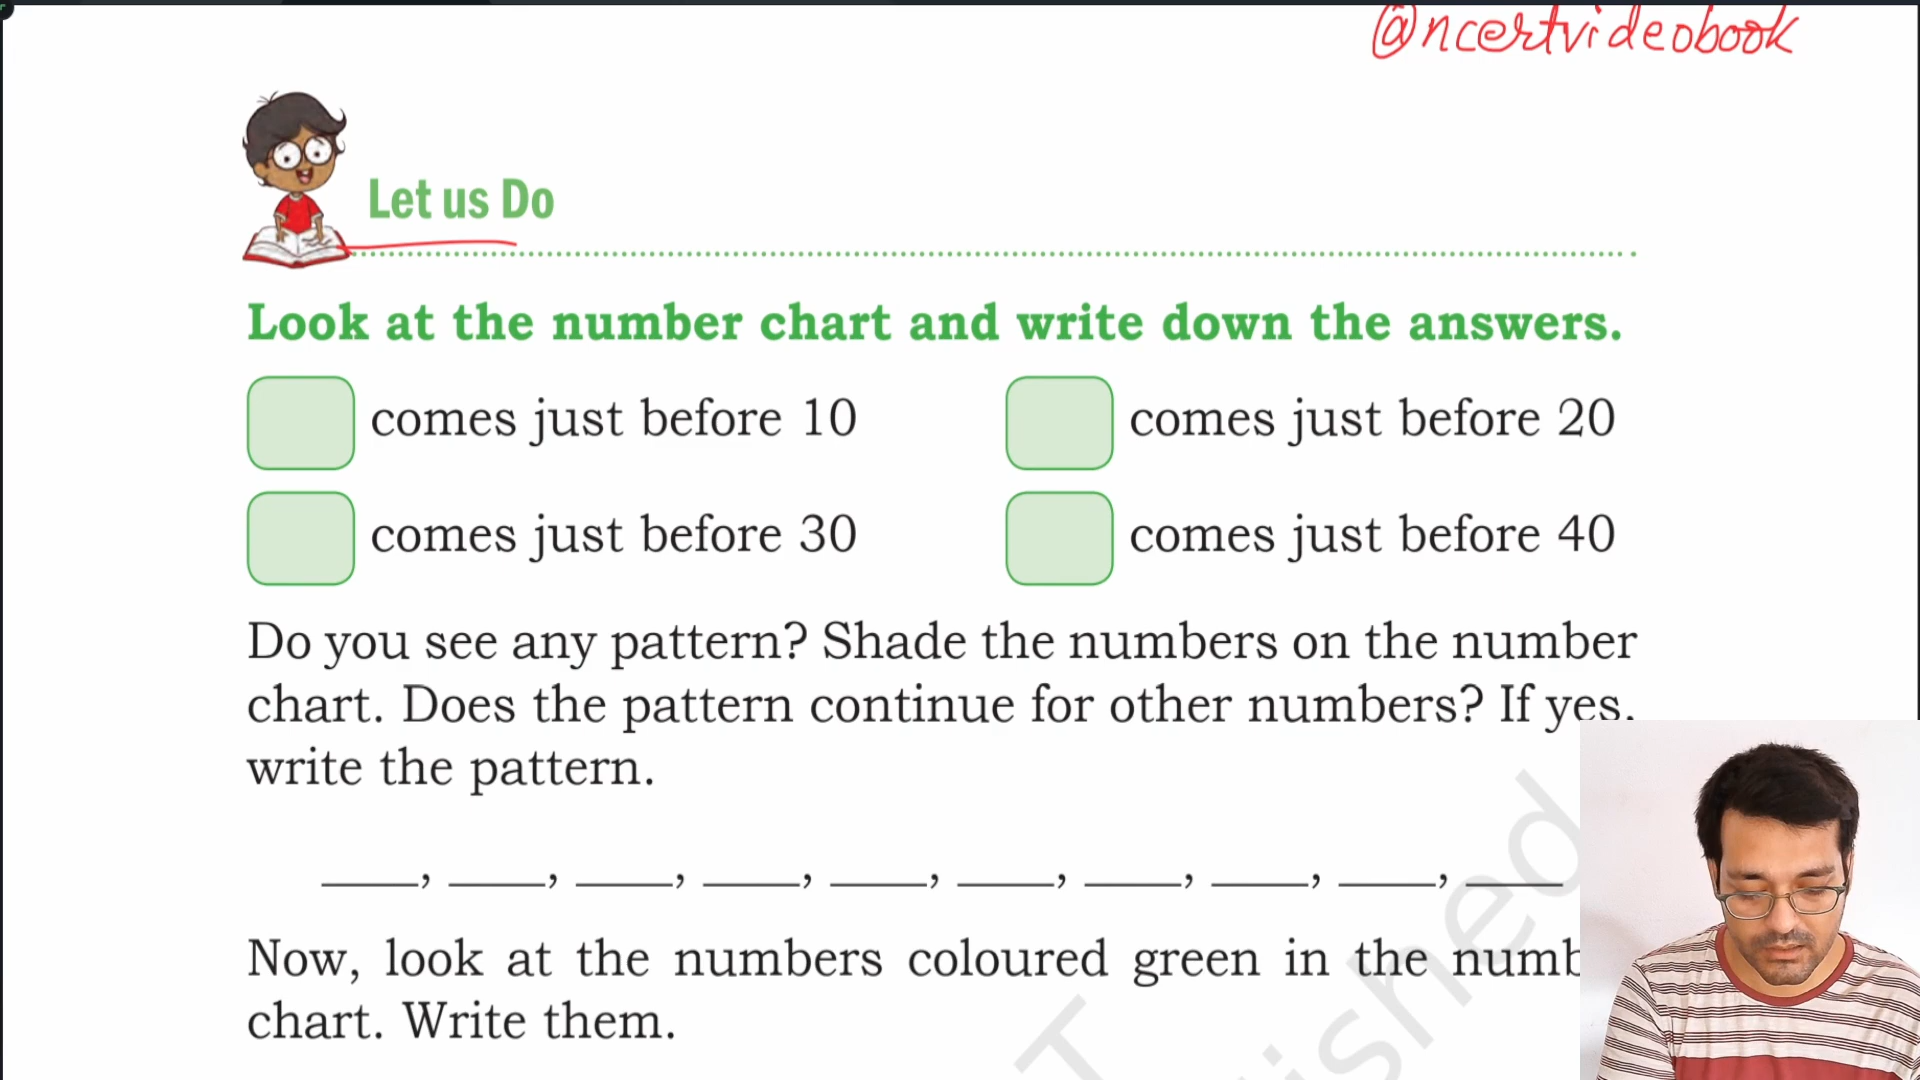 @ncertvideobook
Let us Do
Look at the number chart and write down the answers.
comes just before 10
comes just before 20
comes just before 30
comes just before 40
Do you see any pattern? Shade the numbers on the number
chart. Does the pattern continue for other numbers? If yes,
write the pattern.
____, ____, ____, ____, ____, ____, ____, ____, ____, ____
Now, look at the numbers coloured green in the numb
chart. Write them.